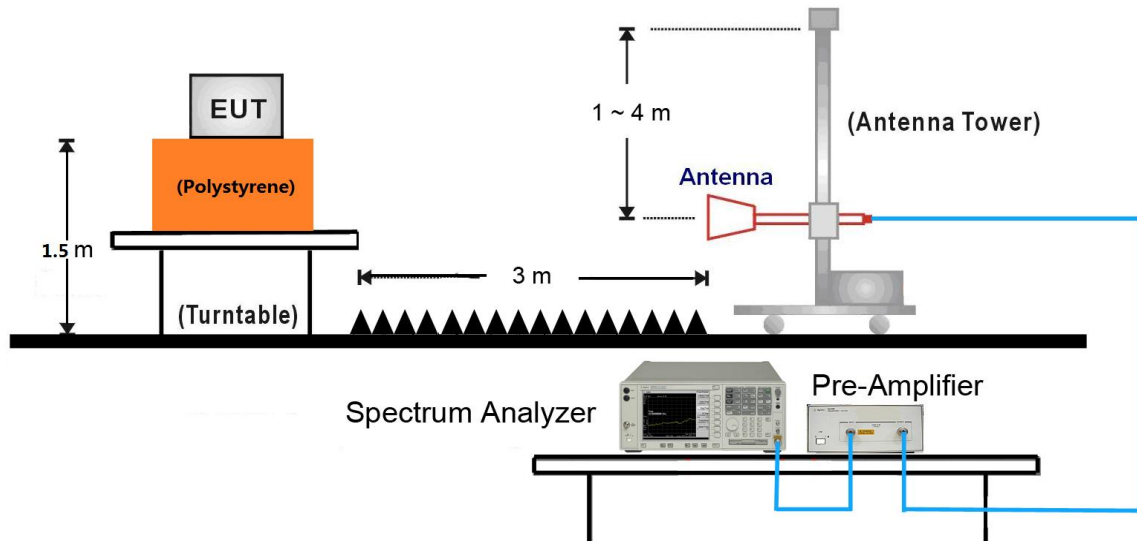 EUT
1 ~ 4 m
(Antenna Tower)
(Polystyrene)
Antenna
1.5 m
3 m
(Turntable)
Spectrum Analyzer
Pre-Amplifier